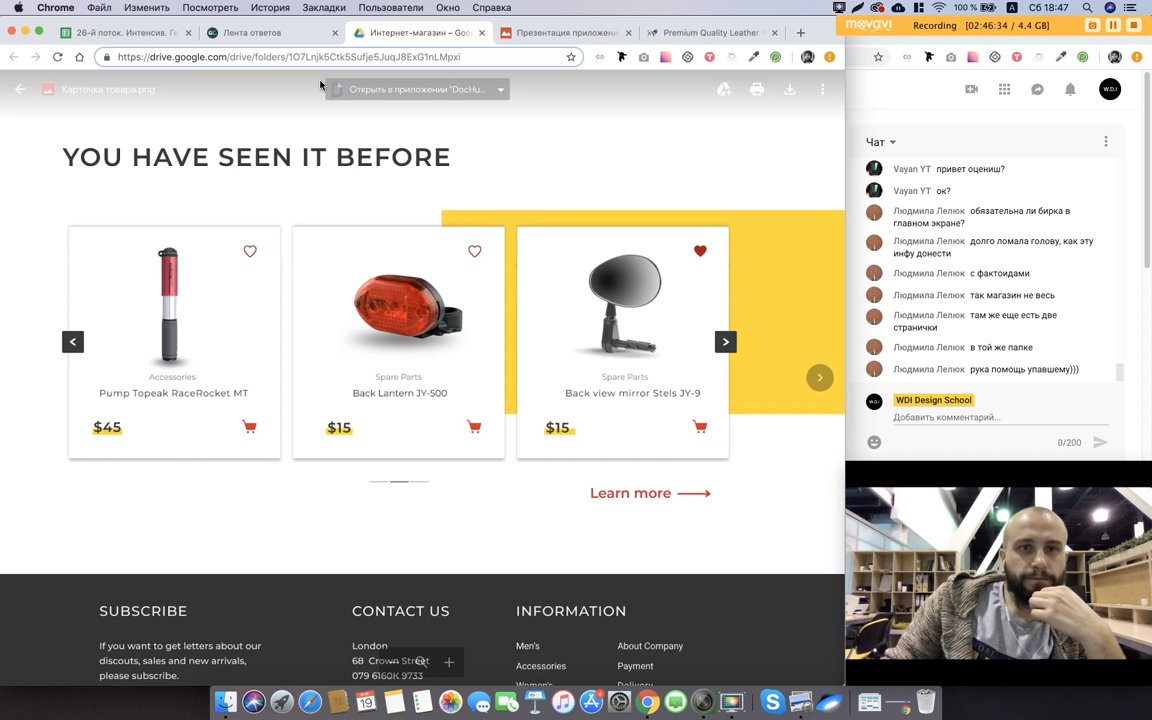 Chrome Файл Изменить Посмотреть История Закладки Пользователи Окно Справка
100 % Сб 18:47
movavi Recording (02:46:34 / 4.4 GB)
26-й поток. Интенсив. Ге
Лента ответов
Интернет-магазин – Goo
Презентация приложени
Premium Quality Leather
https://drive.google.com/drive/folders/1O7Lnjk5Ctk5Sufje5JuqJ8ExG1nLMpxi
Карточка товара.png
Открыть в приложении "DocHu...
YOU HAVE SEEN IT BEFORE
Accessories
Pump Topeak RaceRocket MT
$45
Spare Parts
Back Lantern JY-500
$15
Spare Parts
Back view mirror Stels JY-9
$15
Learn more
SUBSCRIBE
If you want to get letters about our
discouts, sales and new arrivals,
please subscribe.
CONTACT US
London
68 Crown Street
079 6160K 9733
INFORMATION
Men's
Accessories
Women's
About Company
Payment
Delivery
W.D.I
Чат
Vayan YT привет оцениш?
Vayan YT ок?
Людмила Лелюк обязательна ли бирка в
главном экране?
Людмила Лелюк долго ломала голову, как эту
инфу донести
Людмила Лелюк с фактоидами
Людмила Лелюк так магазин не весь
Людмила Лелюк там же еще есть две
странички
Людмила Лелюк в той же папке
Людмила Лелюк рука помощь упавшему)))
W.D.I
WDI Design School
Добавить комментарий...
0/200